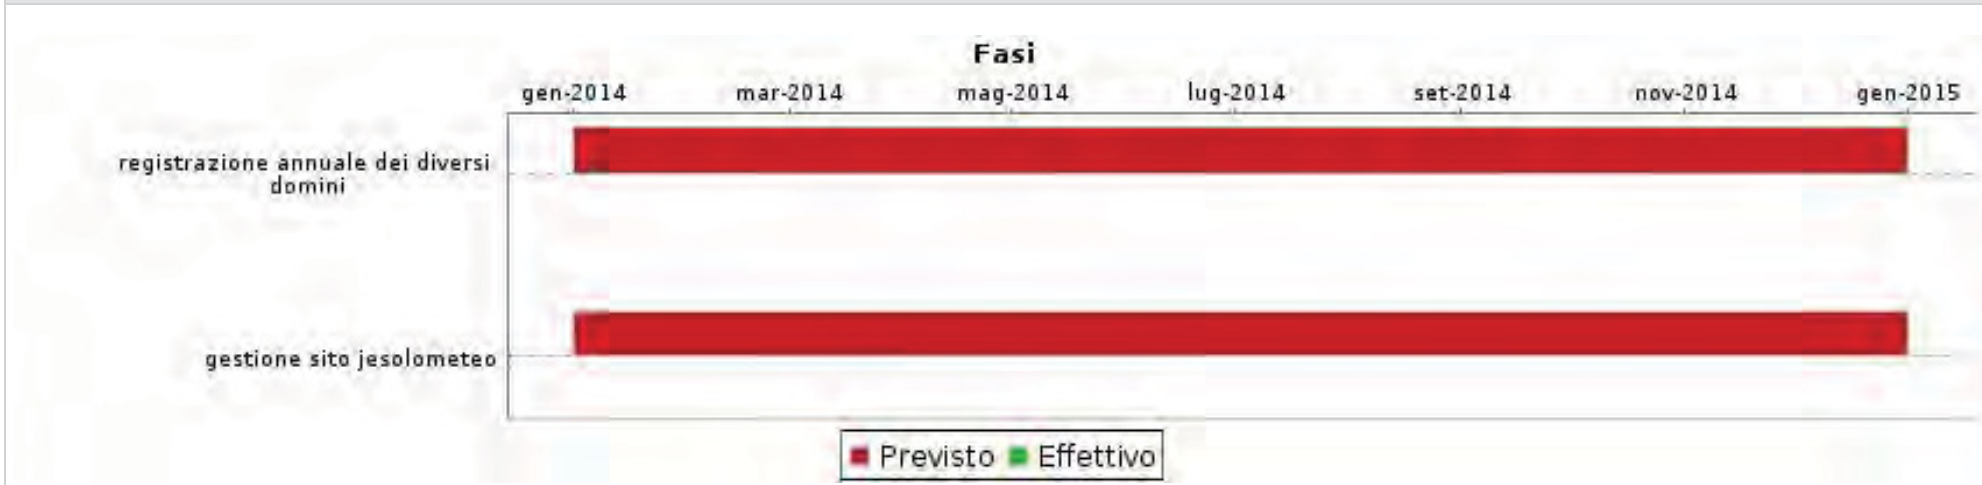 Fasi
gen-2014 mar-2014 mag-2014 lug-2014 set-2014 nov-2014 gen-2015
registrazione annuale dei diversi
domini
gestione sito jesolometeo
Previsto Effettivo